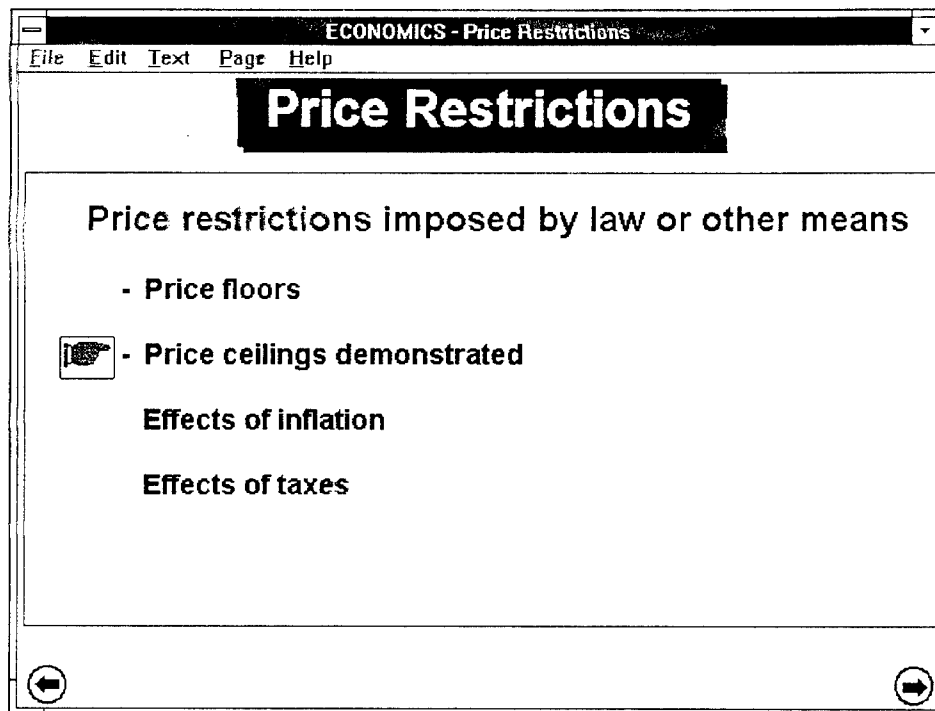 ECONOMICS - Price Restrictions
File Edit Text Page Help
Price Restrictions
Price restrictions imposed by law or other means
- Price floors
- Price ceilings demonstrated
Effects of inflation
Effects of taxes